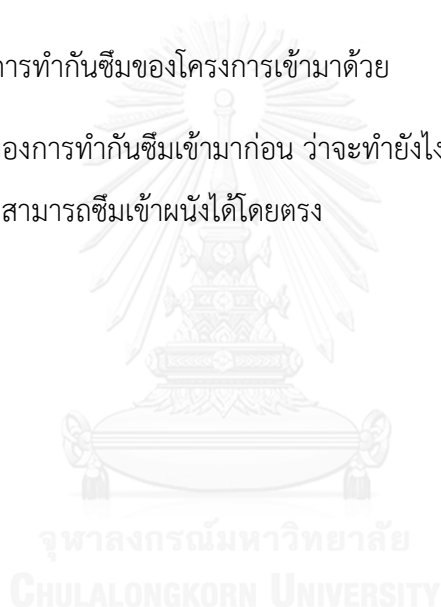 การทำกันซึมของโครงการเข้ามาด้วย
องการทำกันซึมเข้ามาก่อน ว่าจะทำยังไง
สามารถซึมเข้าผนังได้โดยตรง
จุฬาลงกรณ์มหาวิทยาลัย
CHULALONGKORN UNIVERSITY